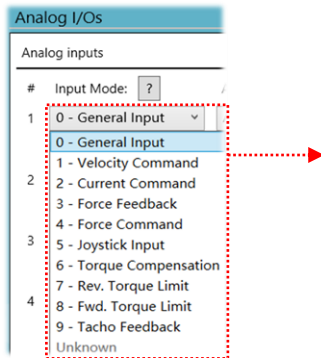 Analog I/Os
Analog inputs
# Input Mode: ?
1 0 - General Input
0 - General Input
1 - Velocity Command
2 2 - Current Command
3 - Force Feedback
4 - Force Command
3 5 - Joystick Input
6 - Torque Compensation
7 - Rev. Torque Limit
4 8 - Fwd. Torque Limit
9 - Tacho Feedback
Unknown